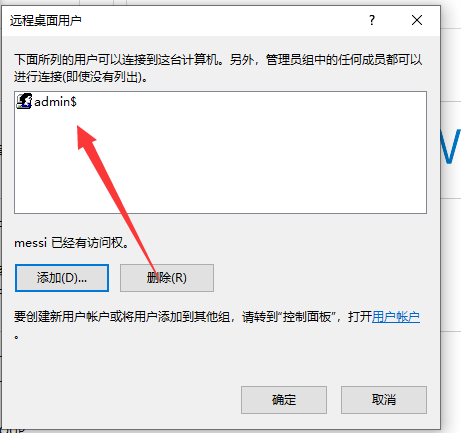 远程桌面用户
下面所列的用户可以连接到这台计算机。另外，管理员组中的任何成员都可以
进行连接(即使没有列出)。
admin$
messi 已经有访问权。
添加(D)...
删除(R)
要创建新用户帐户或将用户添加到其他组，请转到“控制面板”，打开用户帐户
。
确定
取消